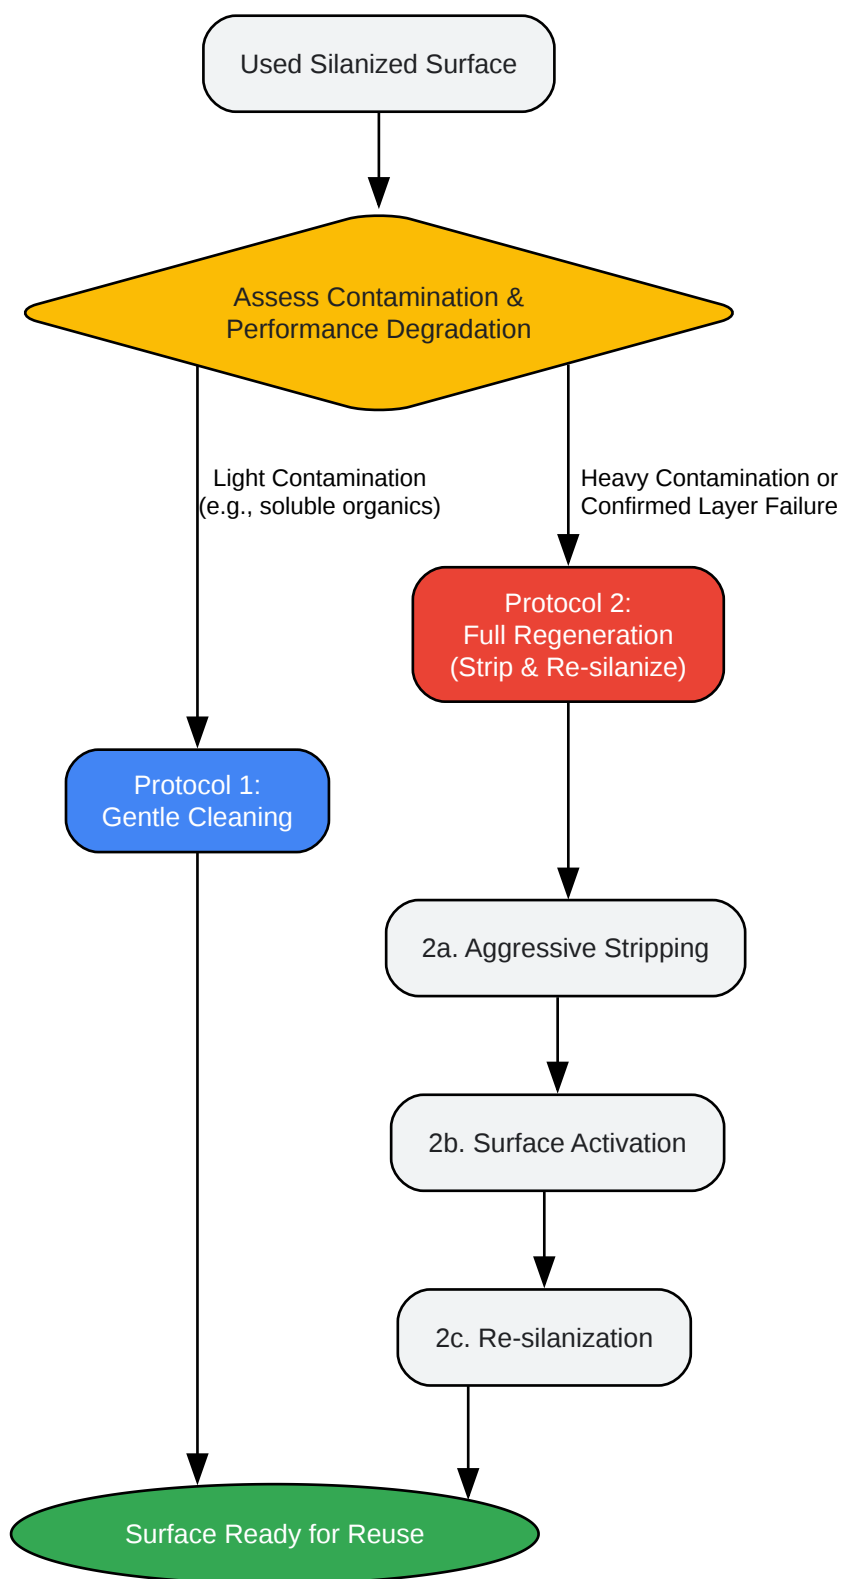 Used Silanized Surface
Assess Contamination &
Performance Degradation
Light Contamination
(e.g., soluble organics)
Heavy Contamination or
Confirmed Layer Failure
Protocol 2:
Full Regeneration
(Strip & Re-silanize)
Protocol 1:
Gentle Cleaning
2a. Aggressive Stripping
2b. Surface Activation
2c. Re-silanization
Surface Ready for Reuse